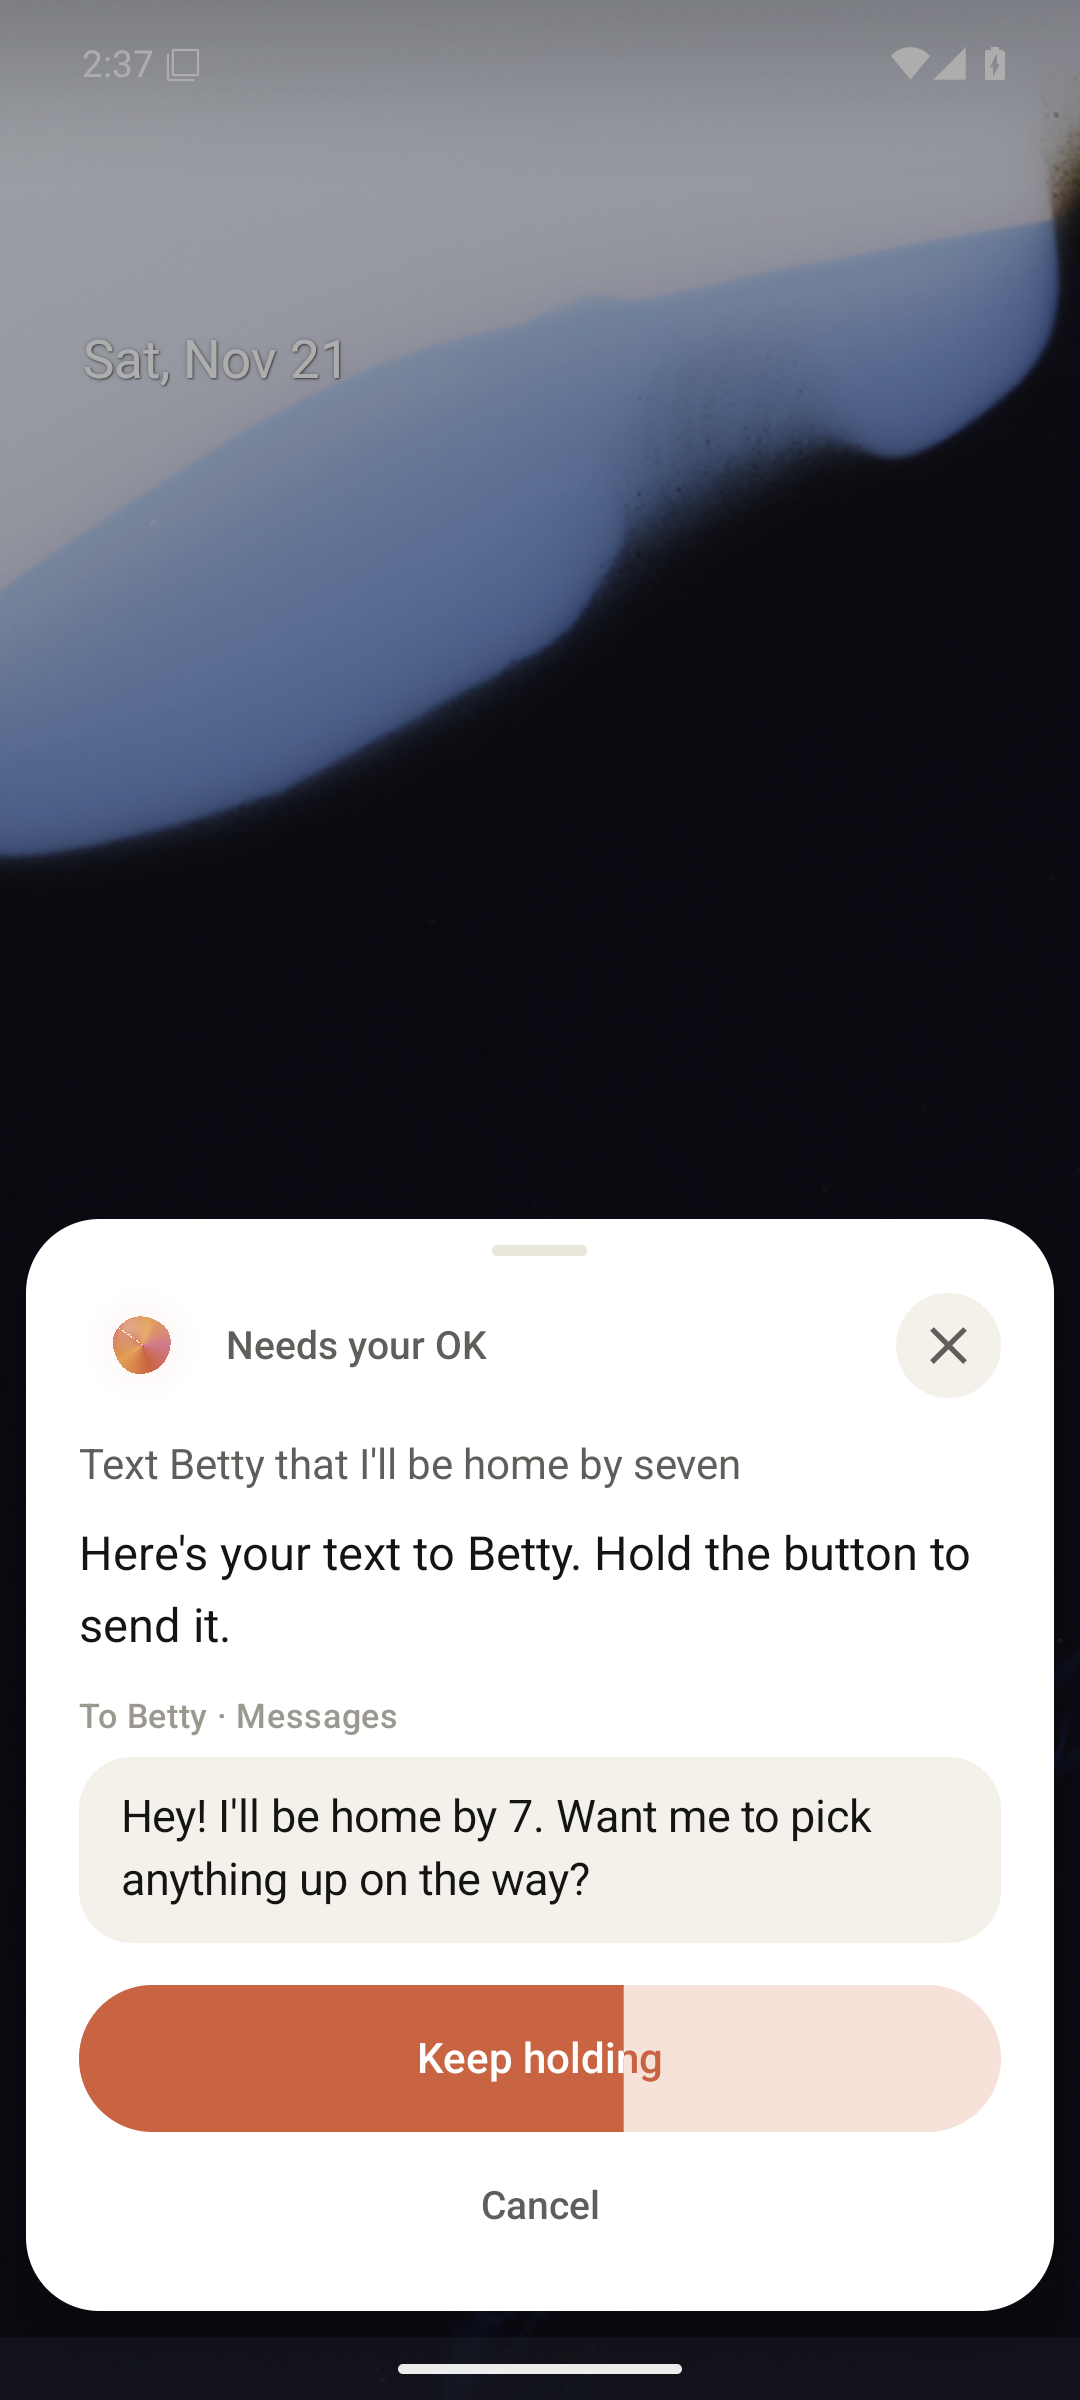 2:37
Sat, Nov 21
Needs your OK
Text Betty that I'll be home by seven
Here's your text to Betty. Hold the button to
send it.
To Betty · Messages
Hey! I'll be home by 7. Want me to pick
anything up on the way?
Keep holding
Cancel